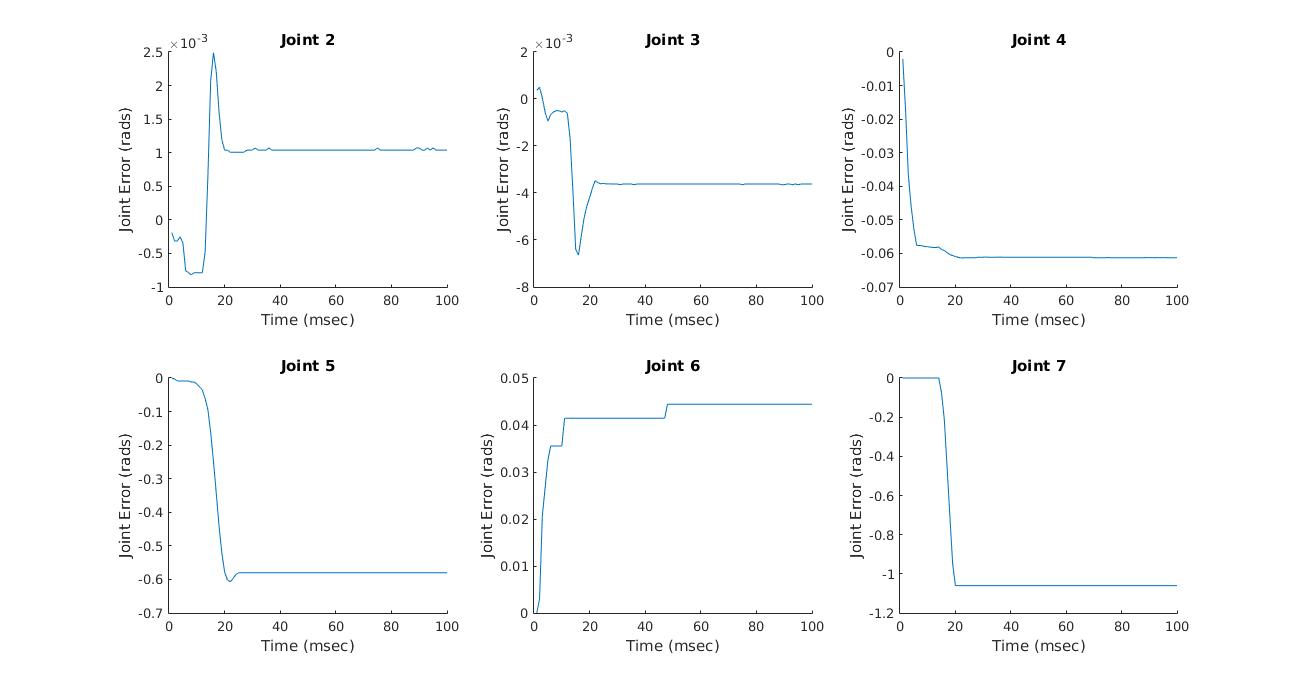 Joint 2
×10^-3
2.5
2
1.5
1
0.5
0
-0.5
-1
Joint Error (rads)
0 20 40 60 80 100
Time (msec)
Joint 3
×10^-3
2
0
-2
-4
-6
-8
Joint Error (rads)
0 20 40 60 80 100
Time (msec)
Joint 4
0
-0.01
-0.02
-0.03
-0.04
-0.05
-0.06
-0.07
Joint Error (rads)
0 20 40 60 80 100
Time (msec)
Joint 5
0
-0.1
-0.2
-0.3
-0.4
-0.5
-0.6
-0.7
Joint Error (rads)
0 20 40 60 80 100
Time (msec)
Joint 6
0.05
0.04
0.03
0.02
0.01
0
Joint Error (rads)
0 20 40 60 80 100
Time (msec)
Joint 7
0
-0.2
-0.4
-0.6
-0.8
-1
-1.2
Joint Error (rads)
0 20 40 60 80 100
Time (msec)